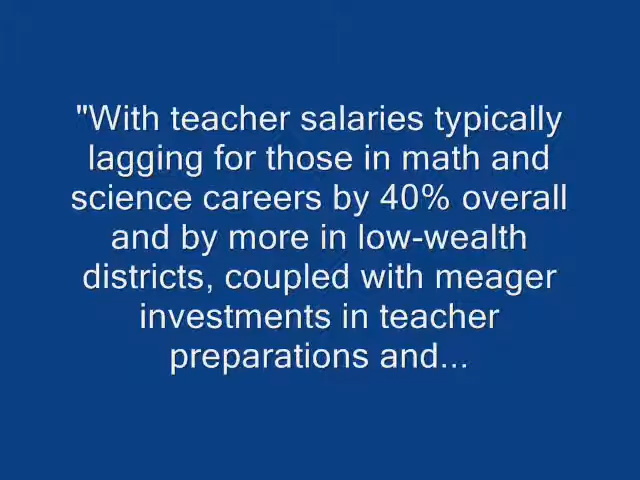 "With teacher salaries typically
lagging for those in math and
science careers by 40% overall
and by more in low-wealth
districts, coupled with meager
investments in teacher
preparations and...